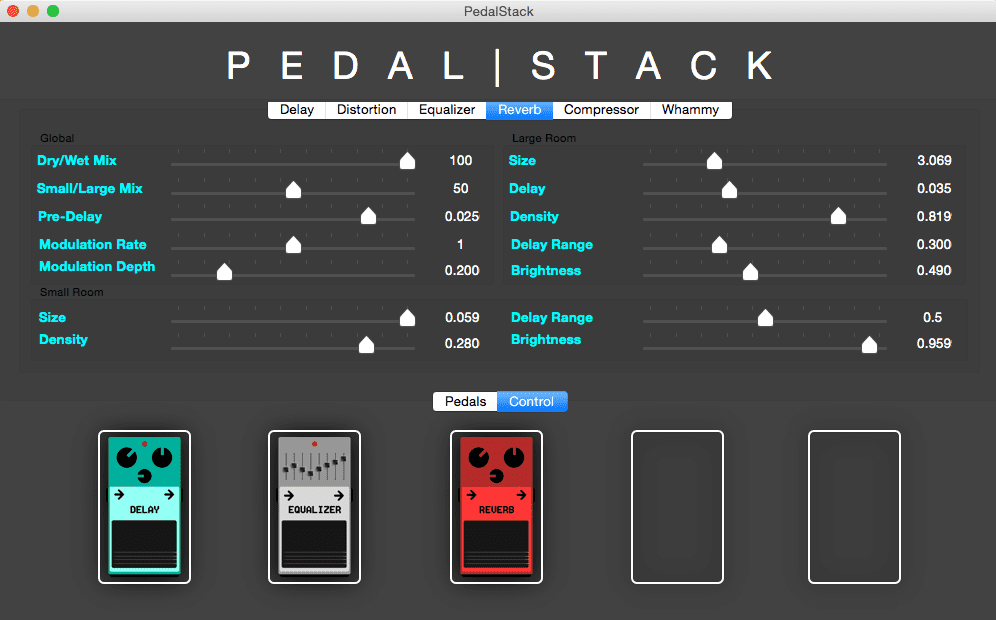 PedalStack
PEDAL|STACK
Delay Distortion Equalizer Reverb Compressor Whammy
Global
Dry/Wet Mix 100
Small/Large Mix 50
Pre-Delay 0.025
Modulation Rate 1
Modulation Depth 0.200
Large Room
Size 3.069
Delay 0.035
Density 0.819
Delay Range 0.300
Brightness 0.490
Small Room
Size 0.059
Density 0.280
Delay Range 0.5
Brightness 0.959
Pedals Control
DELAY
EQUALIZER
REVERB